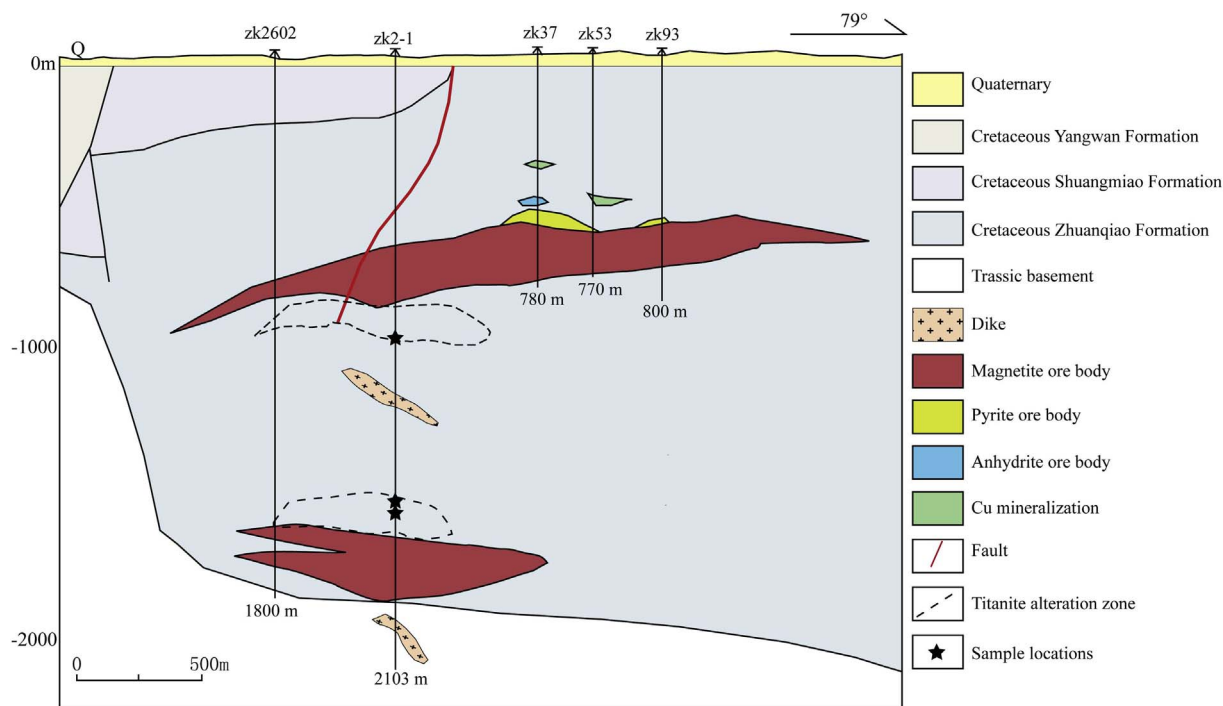 79°
zk2602
zk2-1
zk37
zk53
zk93
Q
0m
-1000
-2000
780 m
770 m
800 m
1800 m
2103 m
0
500m
Quaternary
Cretaceous Yangwan Formation
Cretaceous Shuangmiao Formation
Cretaceous Zhuanqiao Formation
Trassic basement
Dike
Magnetite ore body
Pyrite ore body
Anhydrite ore body
Cu mineralization
Fault
Titanite alteration zone
Sample locations